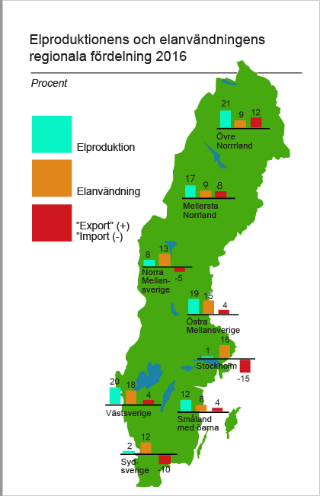 Elproduktionens och elanvändningens
regionala fördelning 2016
Procent
Elproduktion
Elanvändning
"Export" (+)
"Import (-)
21
9
12
Övre
Norrland
17
9
8
Mellersta
Norrland
8
13
-5
Norra
Mellan-
sverige
19
15
4
Östra
Mellansverige
1
16
-15
Stockholm
20
18
4
Västsverige
12
8
4
Småland
med öarna
2
12
-10
Syd-
sverige